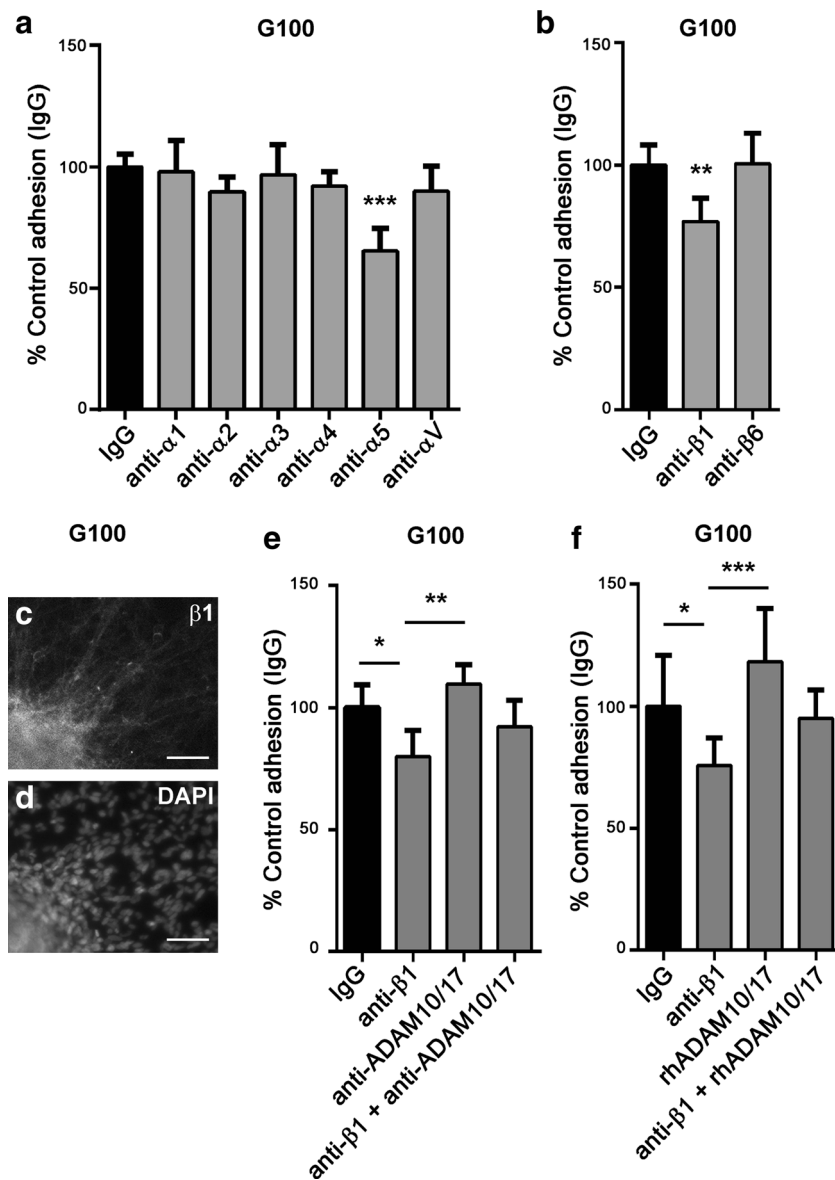 a
G100
% Control adhesion (IgG)
150
100
50
0
***
IgG
anti-α1
anti-α2
anti-α3
anti-α4
anti-α5
anti-αV
b
G100
% Control adhesion (IgG)
150
100
50
0
**
IgG
anti-β1
anti-β6
G100
c
β1
d
DAPI
e
G100
% Control adhesion (IgG)
150
100
50
0
*
**
IgG
anti-β1
anti-ADAM10/17
anti-β1 + anti-ADAM10/17
f
G100
% Control adhesion (IgG)
150
100
50
0
*
***
IgG
anti-β1
rhADAM10/17
anti-β1 + rhADAM10/17